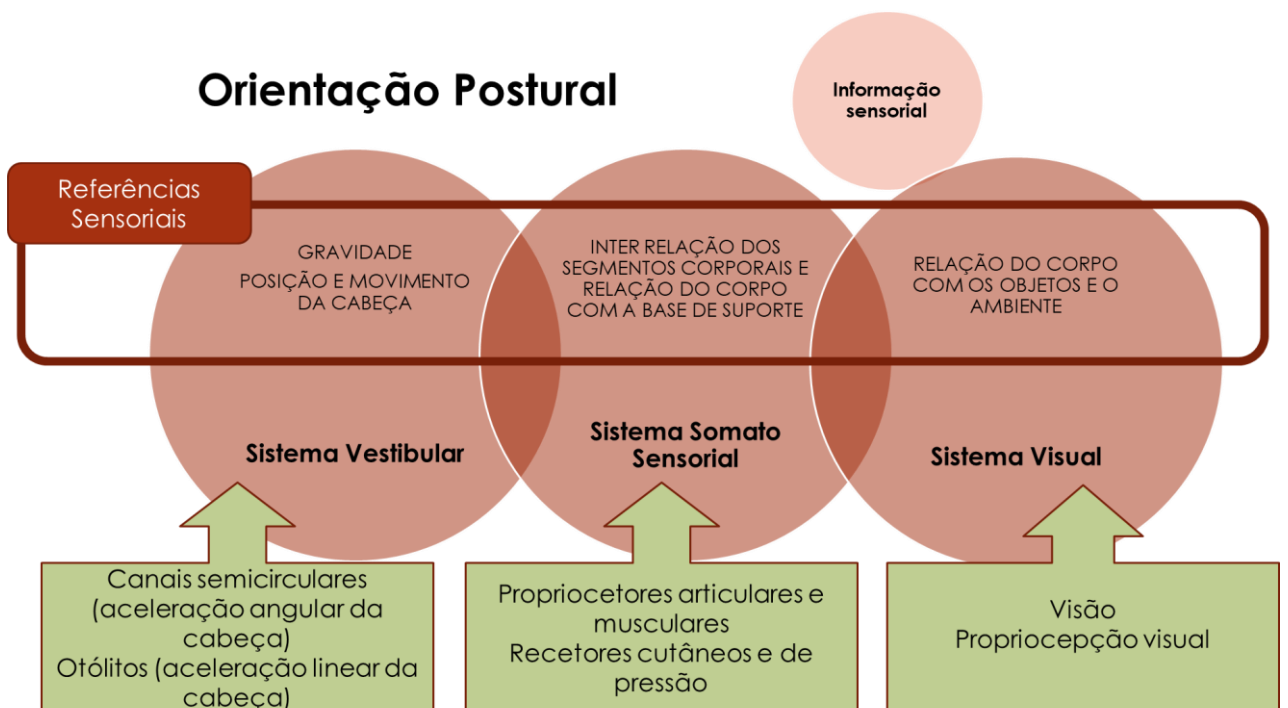 Orientação Postural
Informação
sensorial
Referências
Sensoriais
GRAVIDADE
POSIÇÃO E MOVIMENTO
DA CABEÇA
INTER RELAÇÃO DOS
SEGMENTOS CORPORAIS E
RELAÇÃO DO CORPO
COM A BASE DE SUPORTE
RELAÇÃO DO CORPO
COM OS OBJETOS E O
AMBIENTE
Sistema Vestibular
Sistema Somato
Sensorial
Sistema Visual
Canais semicirculares
(aceleração angular da
cabeça)
Otólitos (aceleração linear da
cabeça)
Propriocetores articulares e
musculares
Recetores cutâneos e de
pressão
Visão
Propriocepção visual